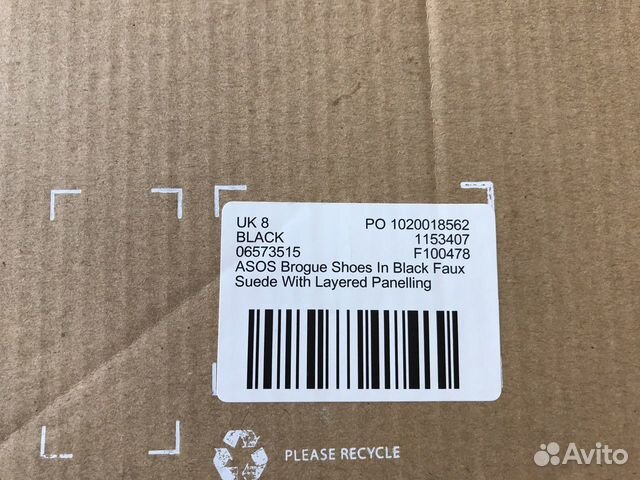 UK 8 PO 1020018562
BLACK 1153407
06573515 F100478
ASOS Brogue Shoes In Black Faux
Suede With Layered Panelling
PLEASE RECYCLE
Avito